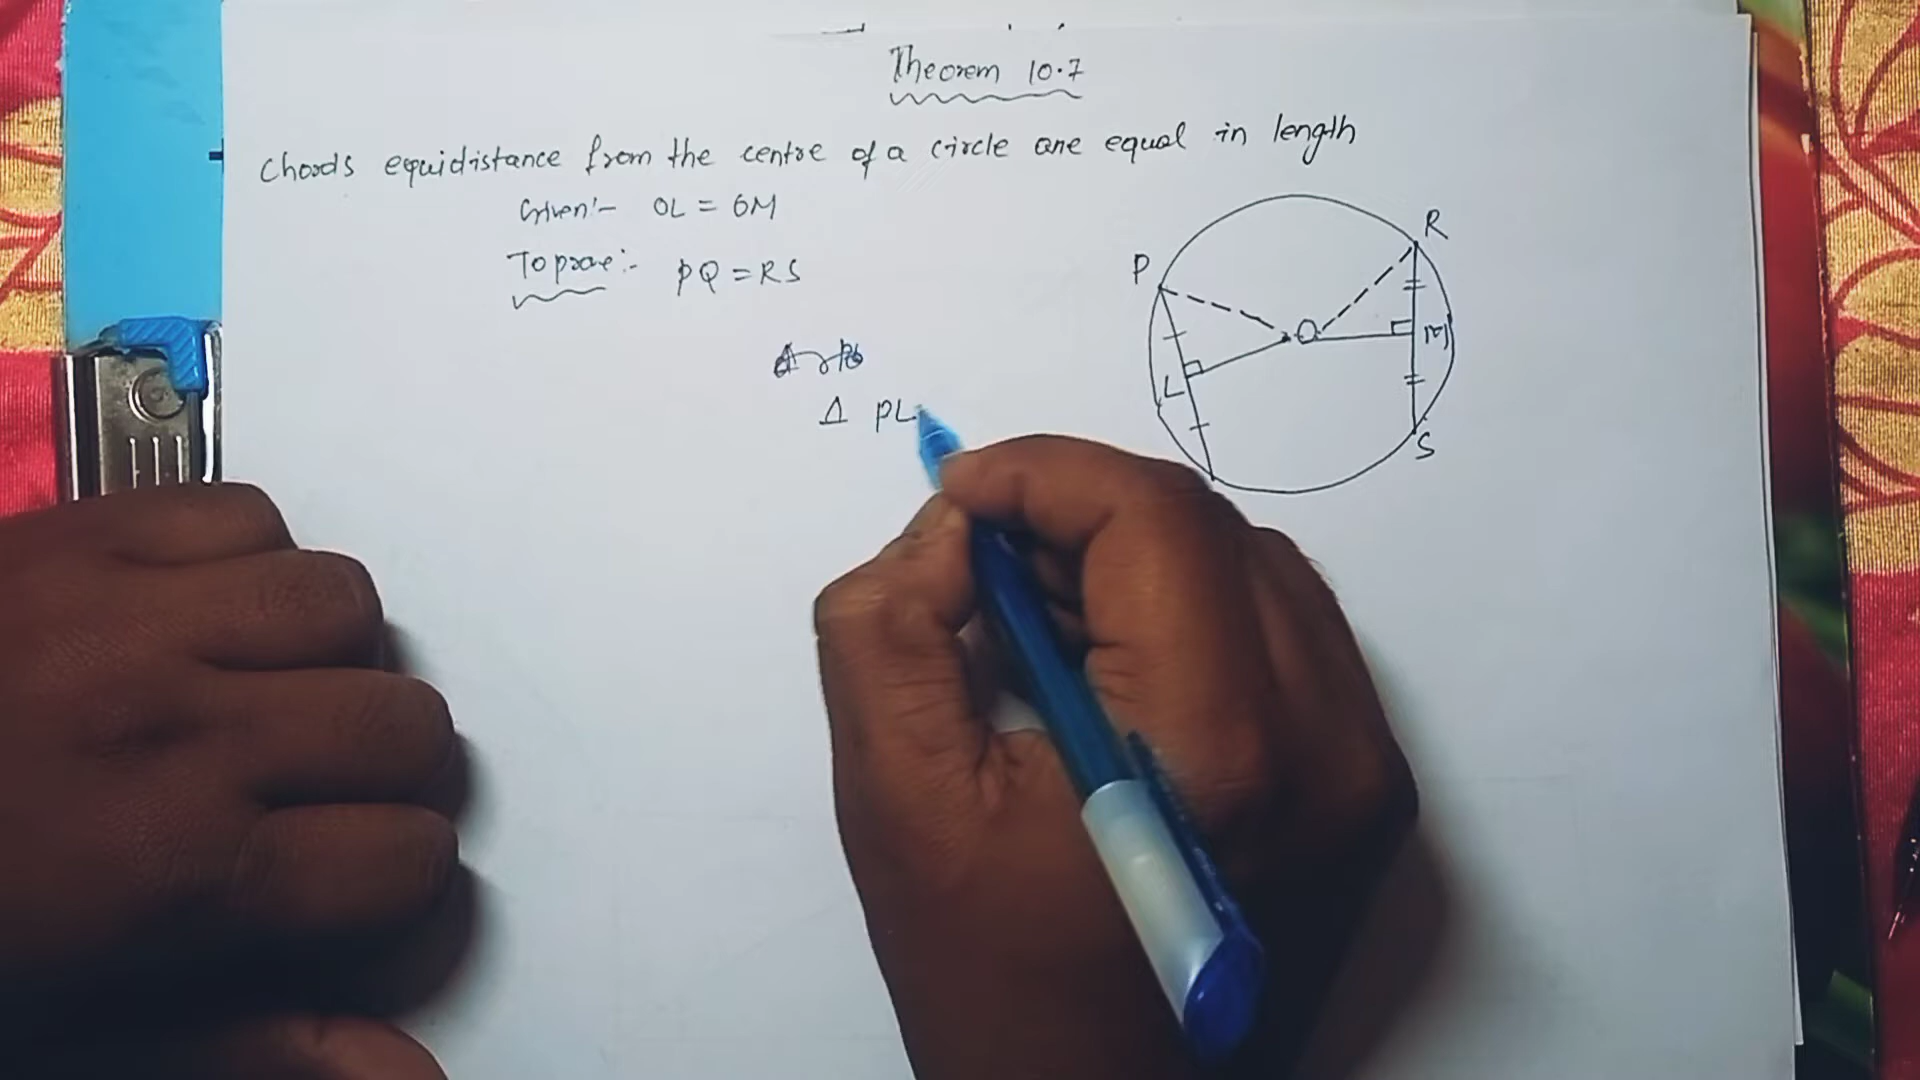 Theorem 10.7
Chords equidistance from the centre of a circle are equal in length
Given:- OL = OM
To prove:- PQ = RS
Δ PL
P
R
O
M
L
S